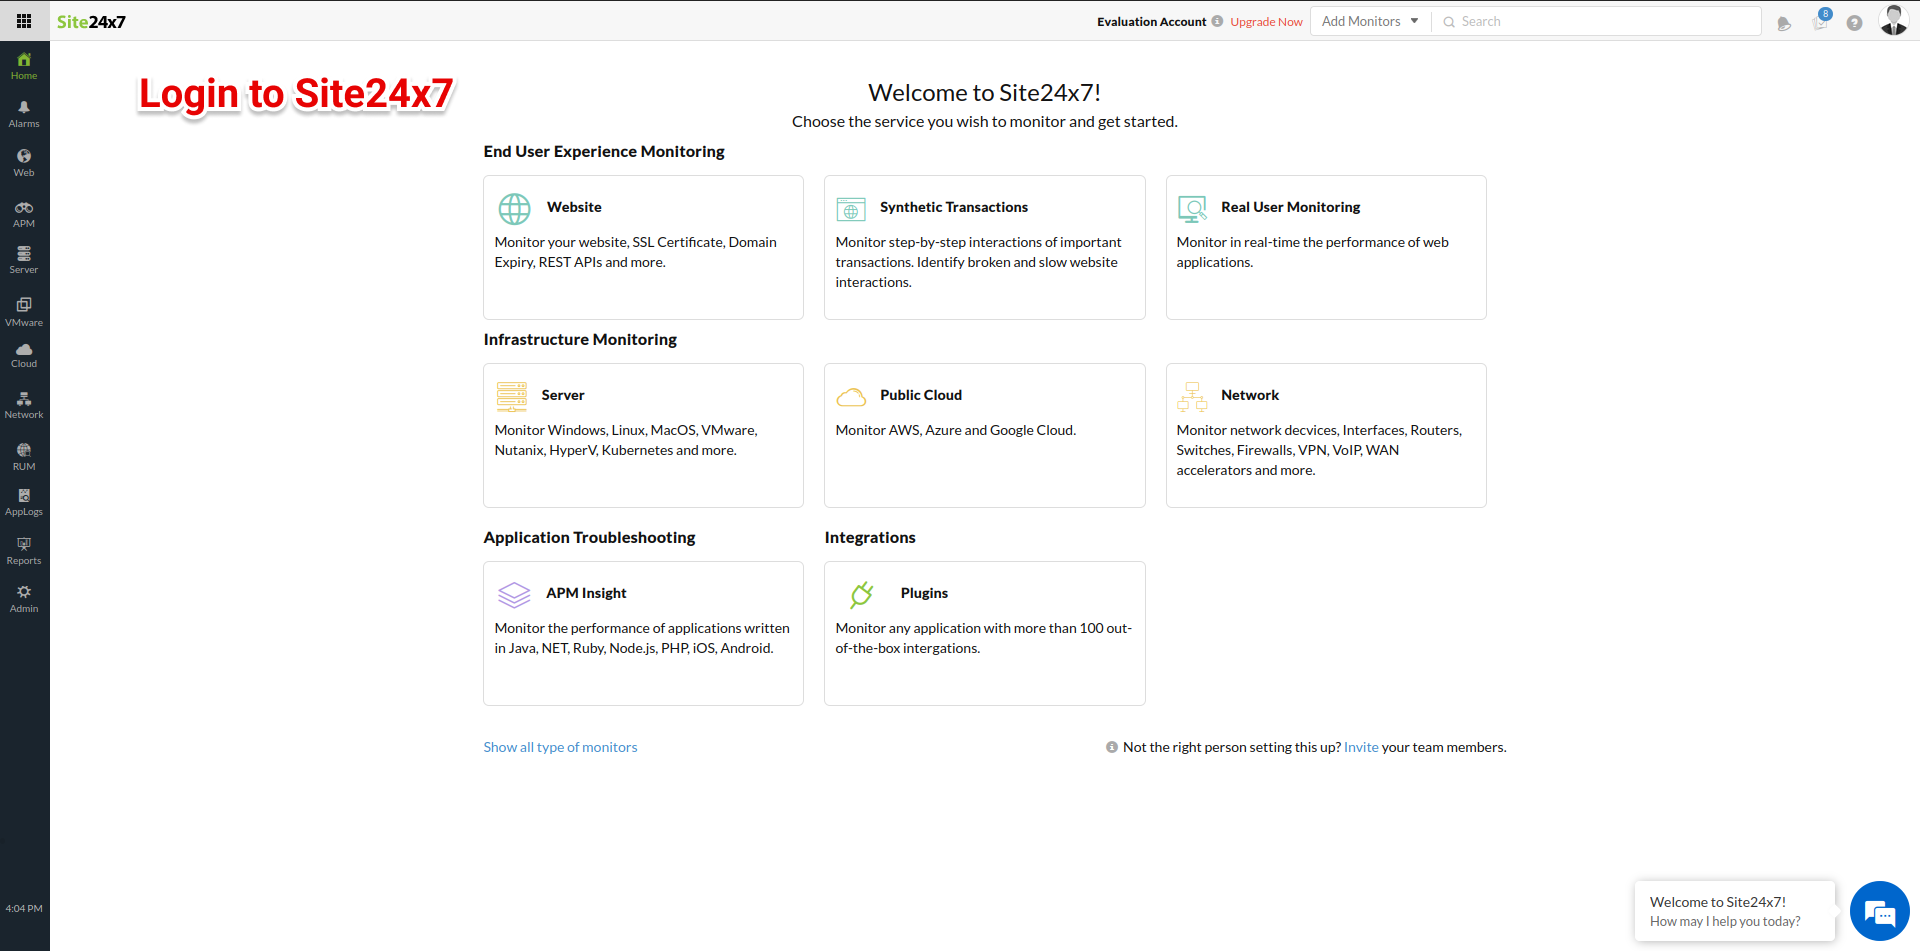 Site24x7
Evaluation Account
Upgrade Now
Add Monitors
Search
8
Home
Alarms
Web
APM
Server
VMware
Cloud
Network
RUM
AppLogs
Reports
Admin
4:04 PM
Login to Site24x7
Welcome to Site24x7!
Choose the service you wish to monitor and get started.
End User Experience Monitoring
Website
Monitor your website, SSL Certificate, Domain
Expiry, REST APIs and more.
Synthetic Transactions
Monitor step-by-step interactions of important
transactions. Identify broken and slow website
interactions.
Real User Monitoring
Monitor in real-time the performance of web
applications.
Infrastructure Monitoring
Server
Monitor Windows, Linux, MacOS, VMware,
Nutanix, HyperV, Kubernetes and more.
Public Cloud
Monitor AWS, Azure and Google Cloud.
Network
Monitor network decvices, Interfaces, Routers,
Switches, Firewalls, VPN, VoIP, WAN
accelerators and more.
Application Troubleshooting
APM Insight
Monitor the performance of applications written
in Java, NET, Ruby, Node.js, PHP, iOS, Android.
Integrations
Plugins
Monitor any application with more than 100 out-
of-the-box intergations.
Show all type of monitors
Not the right person setting this up? Invite your team members.
Welcome to Site24x7!
How may I help you today?